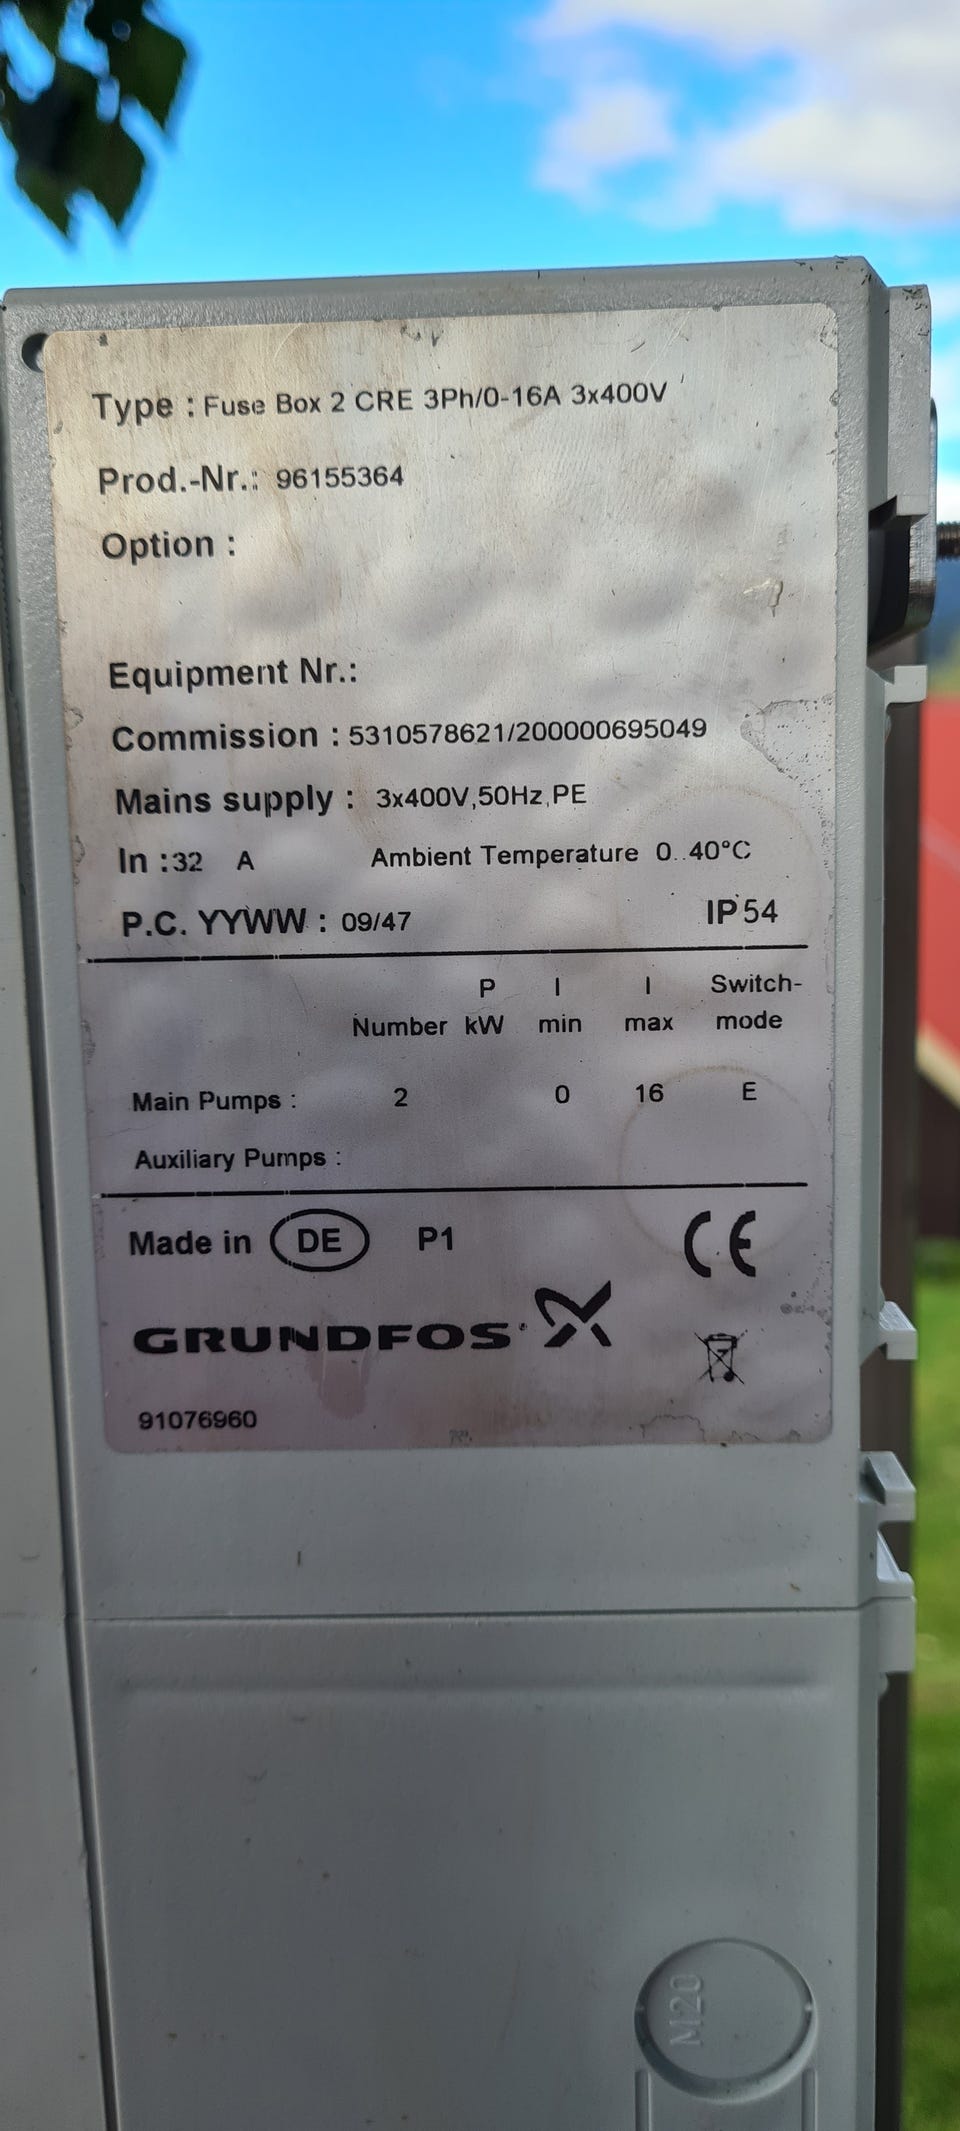 Type : Fuse Box 2 CRE 3Ph/0-16A 3x400V
Prod.-Nr.: 96155364
Option :
Equipment Nr.:
Commission : 5310578621/200000695049
Mains supply : 3x400V,50Hz,PE
In : 32 A Ambient Temperature 0..40°C
P.C. YYWW : 09/47 IP 54
P I I Switch-
Number kW min max mode
Main Pumps : 2 0 16 E
Auxiliary Pumps :
Made in DE P1 CE
GRUNDFOS
91076960
M20